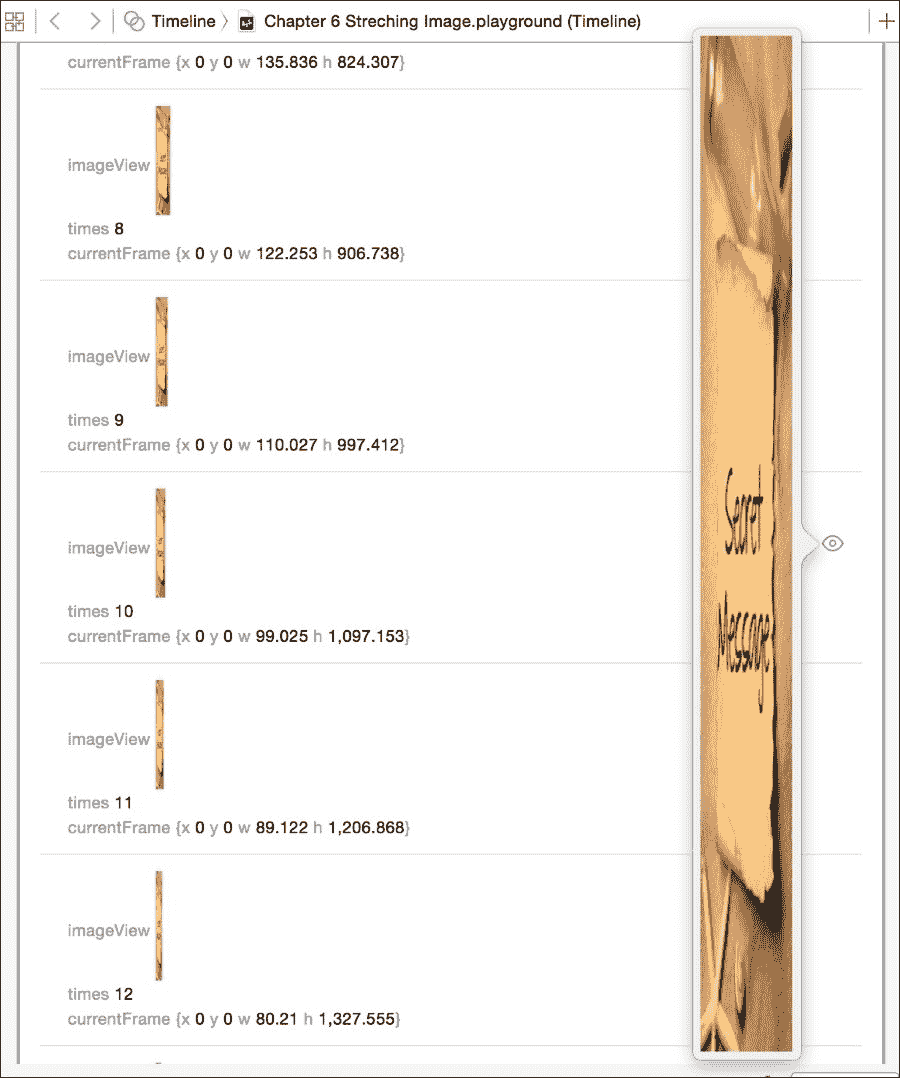 Timeline Chapter 6 Streching Image.playground (Timeline)
currentFrame {x 0 y 0 w 135.836 h 824.307}
imageView
times 8
currentFrame {x 0 y 0 w 122.253 h 906.738}
imageView
times 9
currentFrame {x 0 y 0 w 110.027 h 997.412}
imageView
times 10
currentFrame {x 0 y 0 w 99.025 h 1,097.153}
imageView
times 11
currentFrame {x 0 y 0 w 89.122 h 1,206.868}
imageView
times 12
currentFrame {x 0 y 0 w 80.21 h 1,327.555}
Secret
Message